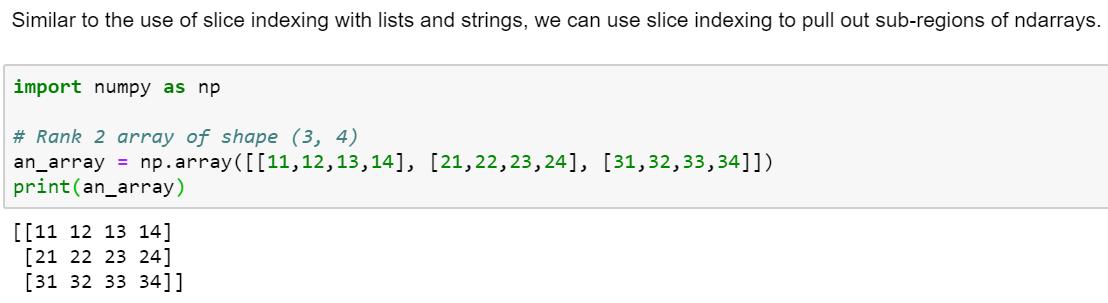 Similar to the use of slice indexing with lists and strings, we can use slice indexing to pull out sub-regions of ndarrays.
import numpy as np
# Rank 2 array of shape (3, 4)
an_array = np.array([[11,12,13,14], [21,22,23,24], [31,32,33,34]])
print(an_array)
[[11 12 13 14]
 [21 22 23 24]
 [31 32 33 34]]